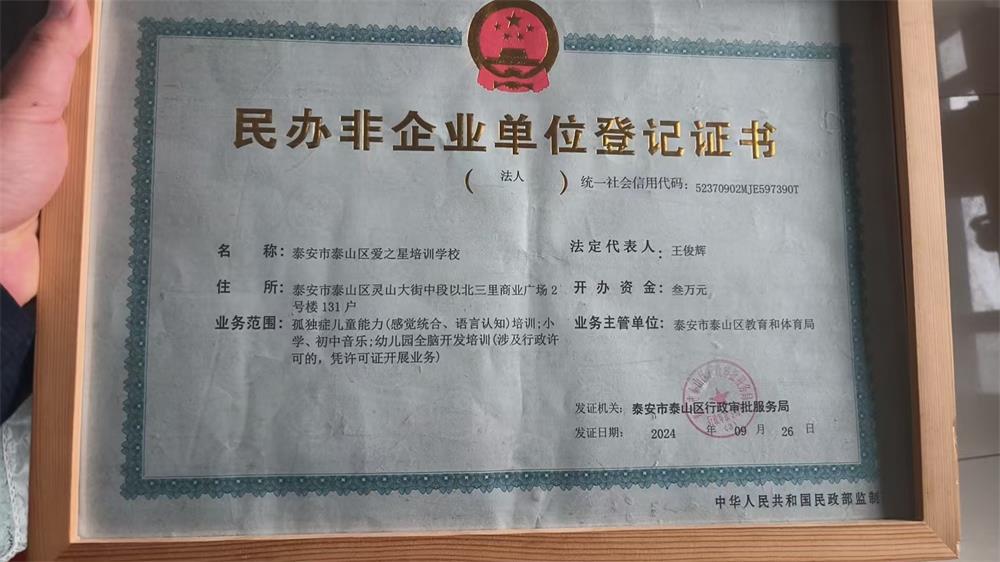 民办非企业单位登记证书
(法人) 统一社会信用代码：52370902MJE597390T
名 称：泰安市泰山区爱之星培训学校
住 所：泰安市泰山区灵山大街中段以北三里商业广场2
号楼131户
业务范围：孤独症儿童能力(感觉统合、语言认知)培训;小
学、初中音乐;幼儿园全脑开发培训(涉及行政许
可的，凭许可证开展业务)
法定代表人：王俊辉
开办资金：叁万元
业务主管单位：泰安市泰山区教育和体育局
发证机关：泰安市泰山区行政审批服务局
发证日期：2024 年 09 月 26 日
中华人民共和国民政部监制